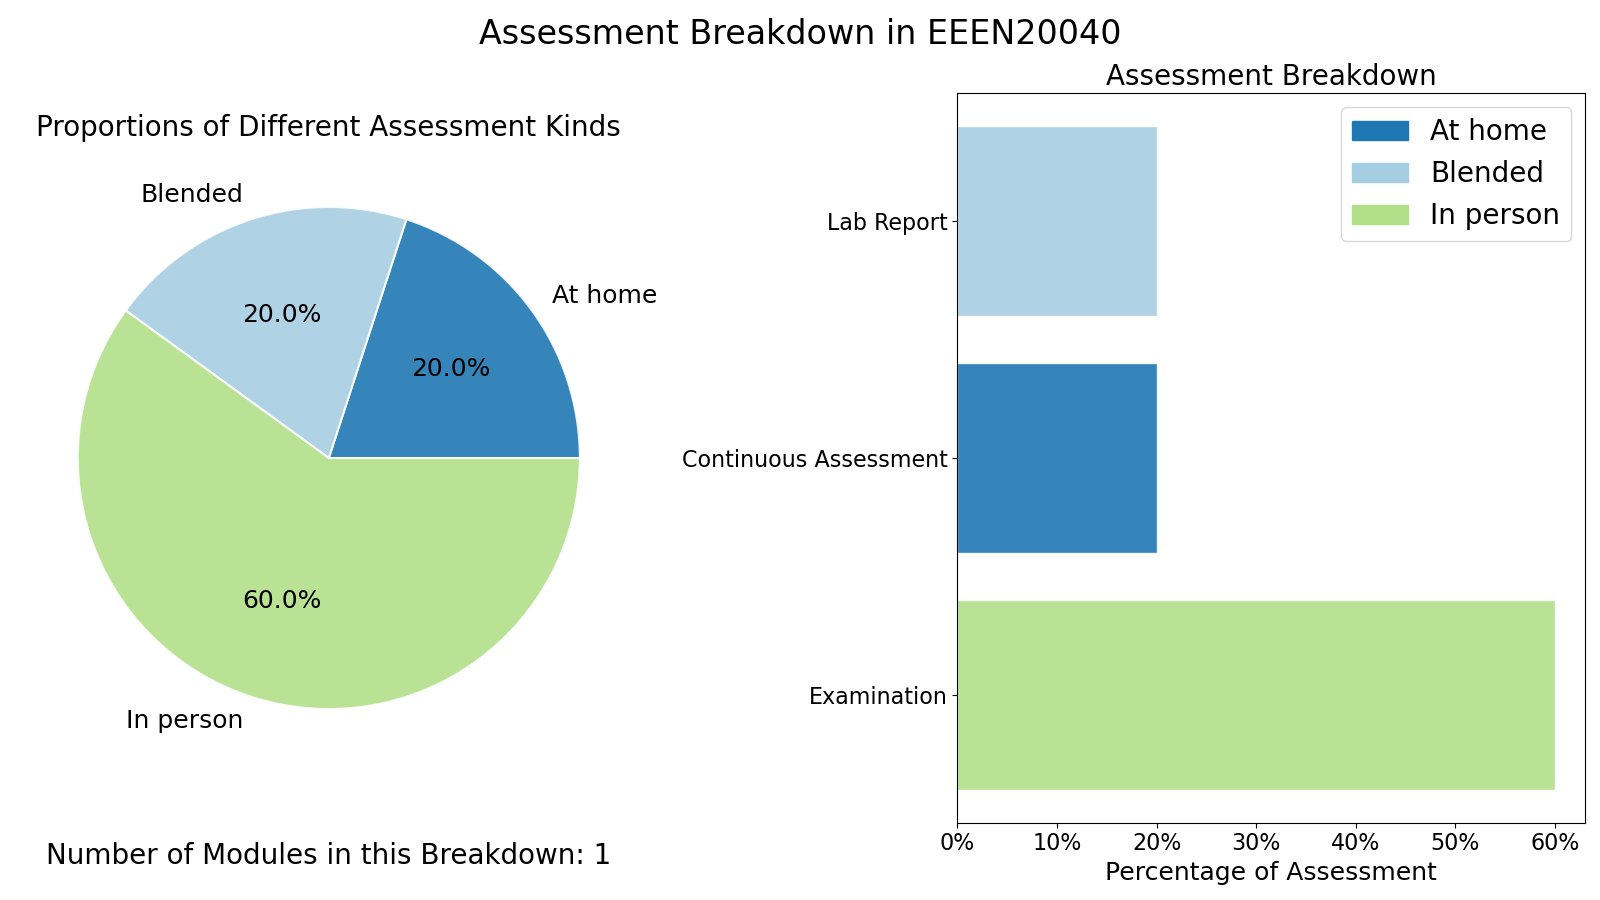 Assessment Breakdown in EEEN20040
Proportions of Different Assessment Kinds
Blended
At home
20.0%
20.0%
60.0%
In person
Number of Modules in this Breakdown: 1
Assessment Breakdown
At home
Blended
In person
Lab Report
Continuous Assessment
Examination
0% 10% 20% 30% 40% 50% 60%
Percentage of Assessment